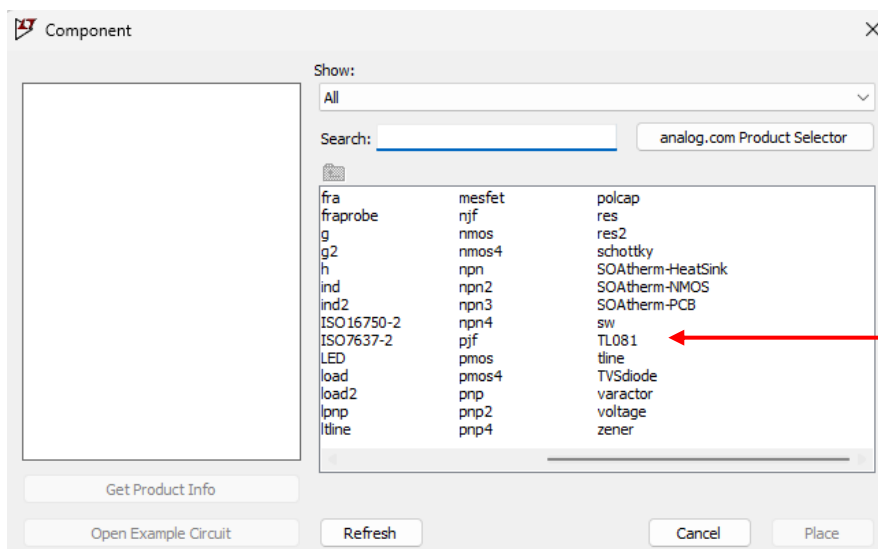 Component
Show:
All
Search:
analog.com Product Selector
fra mesfet polcap
fraprobe njf res
g nmos res2
g2 nmos4 schottky
h npn SOAtherm-HeatSink
ind npn2 SOAtherm-NMOS
ind2 npn3 SOAtherm-PCB
ISO16750-2 npn4 sw
ISO7637-2 pjf TL081
LED pmos tline
load pmos4 TVSdiode
load2 pnp varactor
lpnp pnp2 voltage
ltline pnp4 zener
Get Product Info
Open Example Circuit Refresh Cancel Place